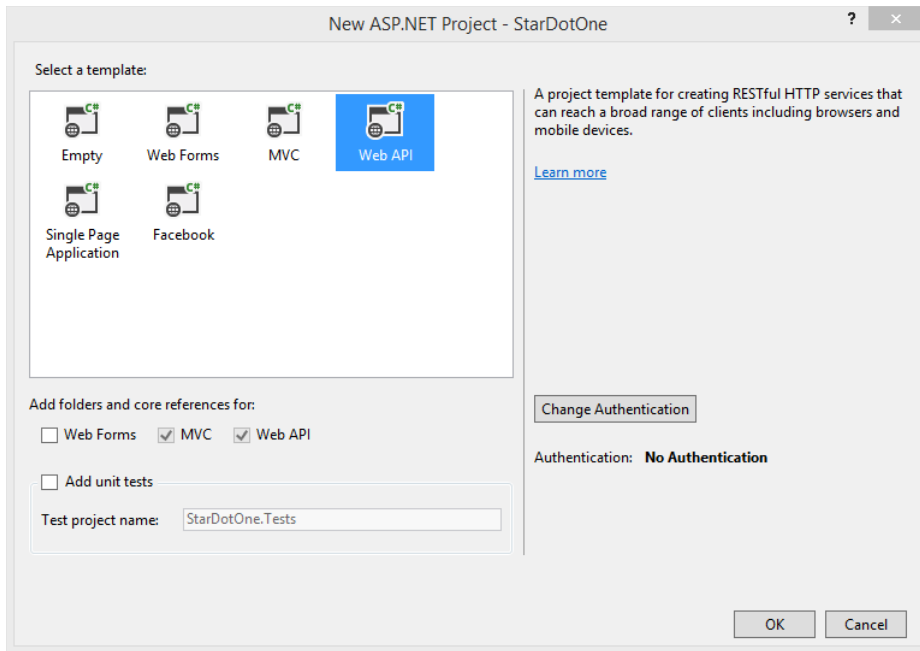 New ASP.NET Project - StarDotOne
?
Select a template:
C# C# C# C#
Empty Web Forms MVC Web API
C# C#
Single Page Facebook
Application
A project template for creating RESTful HTTP services that
can reach a broad range of clients including browsers and
mobile devices.
Learn more
Add folders and core references for:
Web Forms MVC Web API
Add unit tests
Test project name: StarDotOne.Tests
Change Authentication
Authentication: No Authentication
OK Cancel